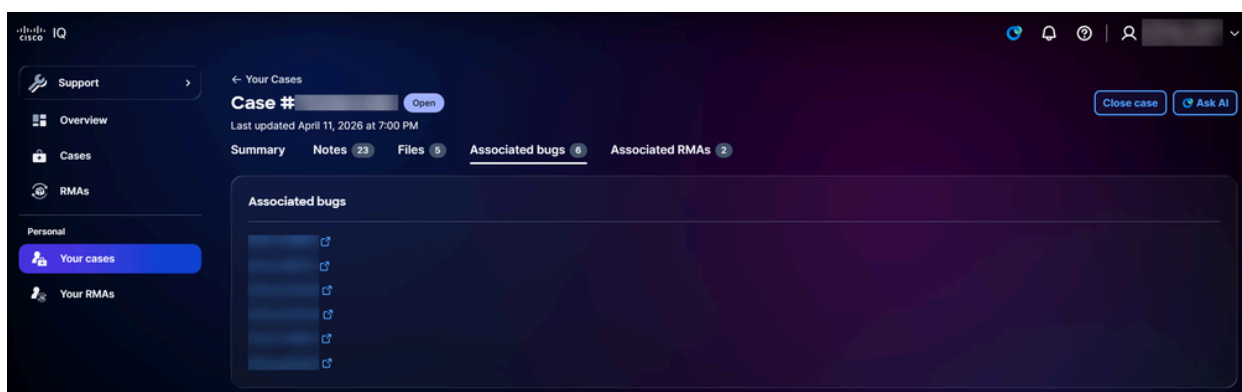 cisco IQ
Support
Overview
Cases
RMAs
Personal
Your cases
Your RMAs
← Your Cases
Case # Open
Last updated April 11, 2026 at 7:00 PM
Close case Ask AI
Summary Notes 23 Files 5 Associated bugs 6 Associated RMAs 2
Associated bugs